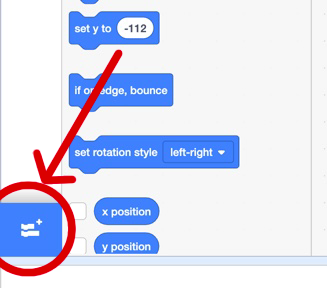 set y to -112
if on edge, bounce
set rotation style left-right
x position
y position